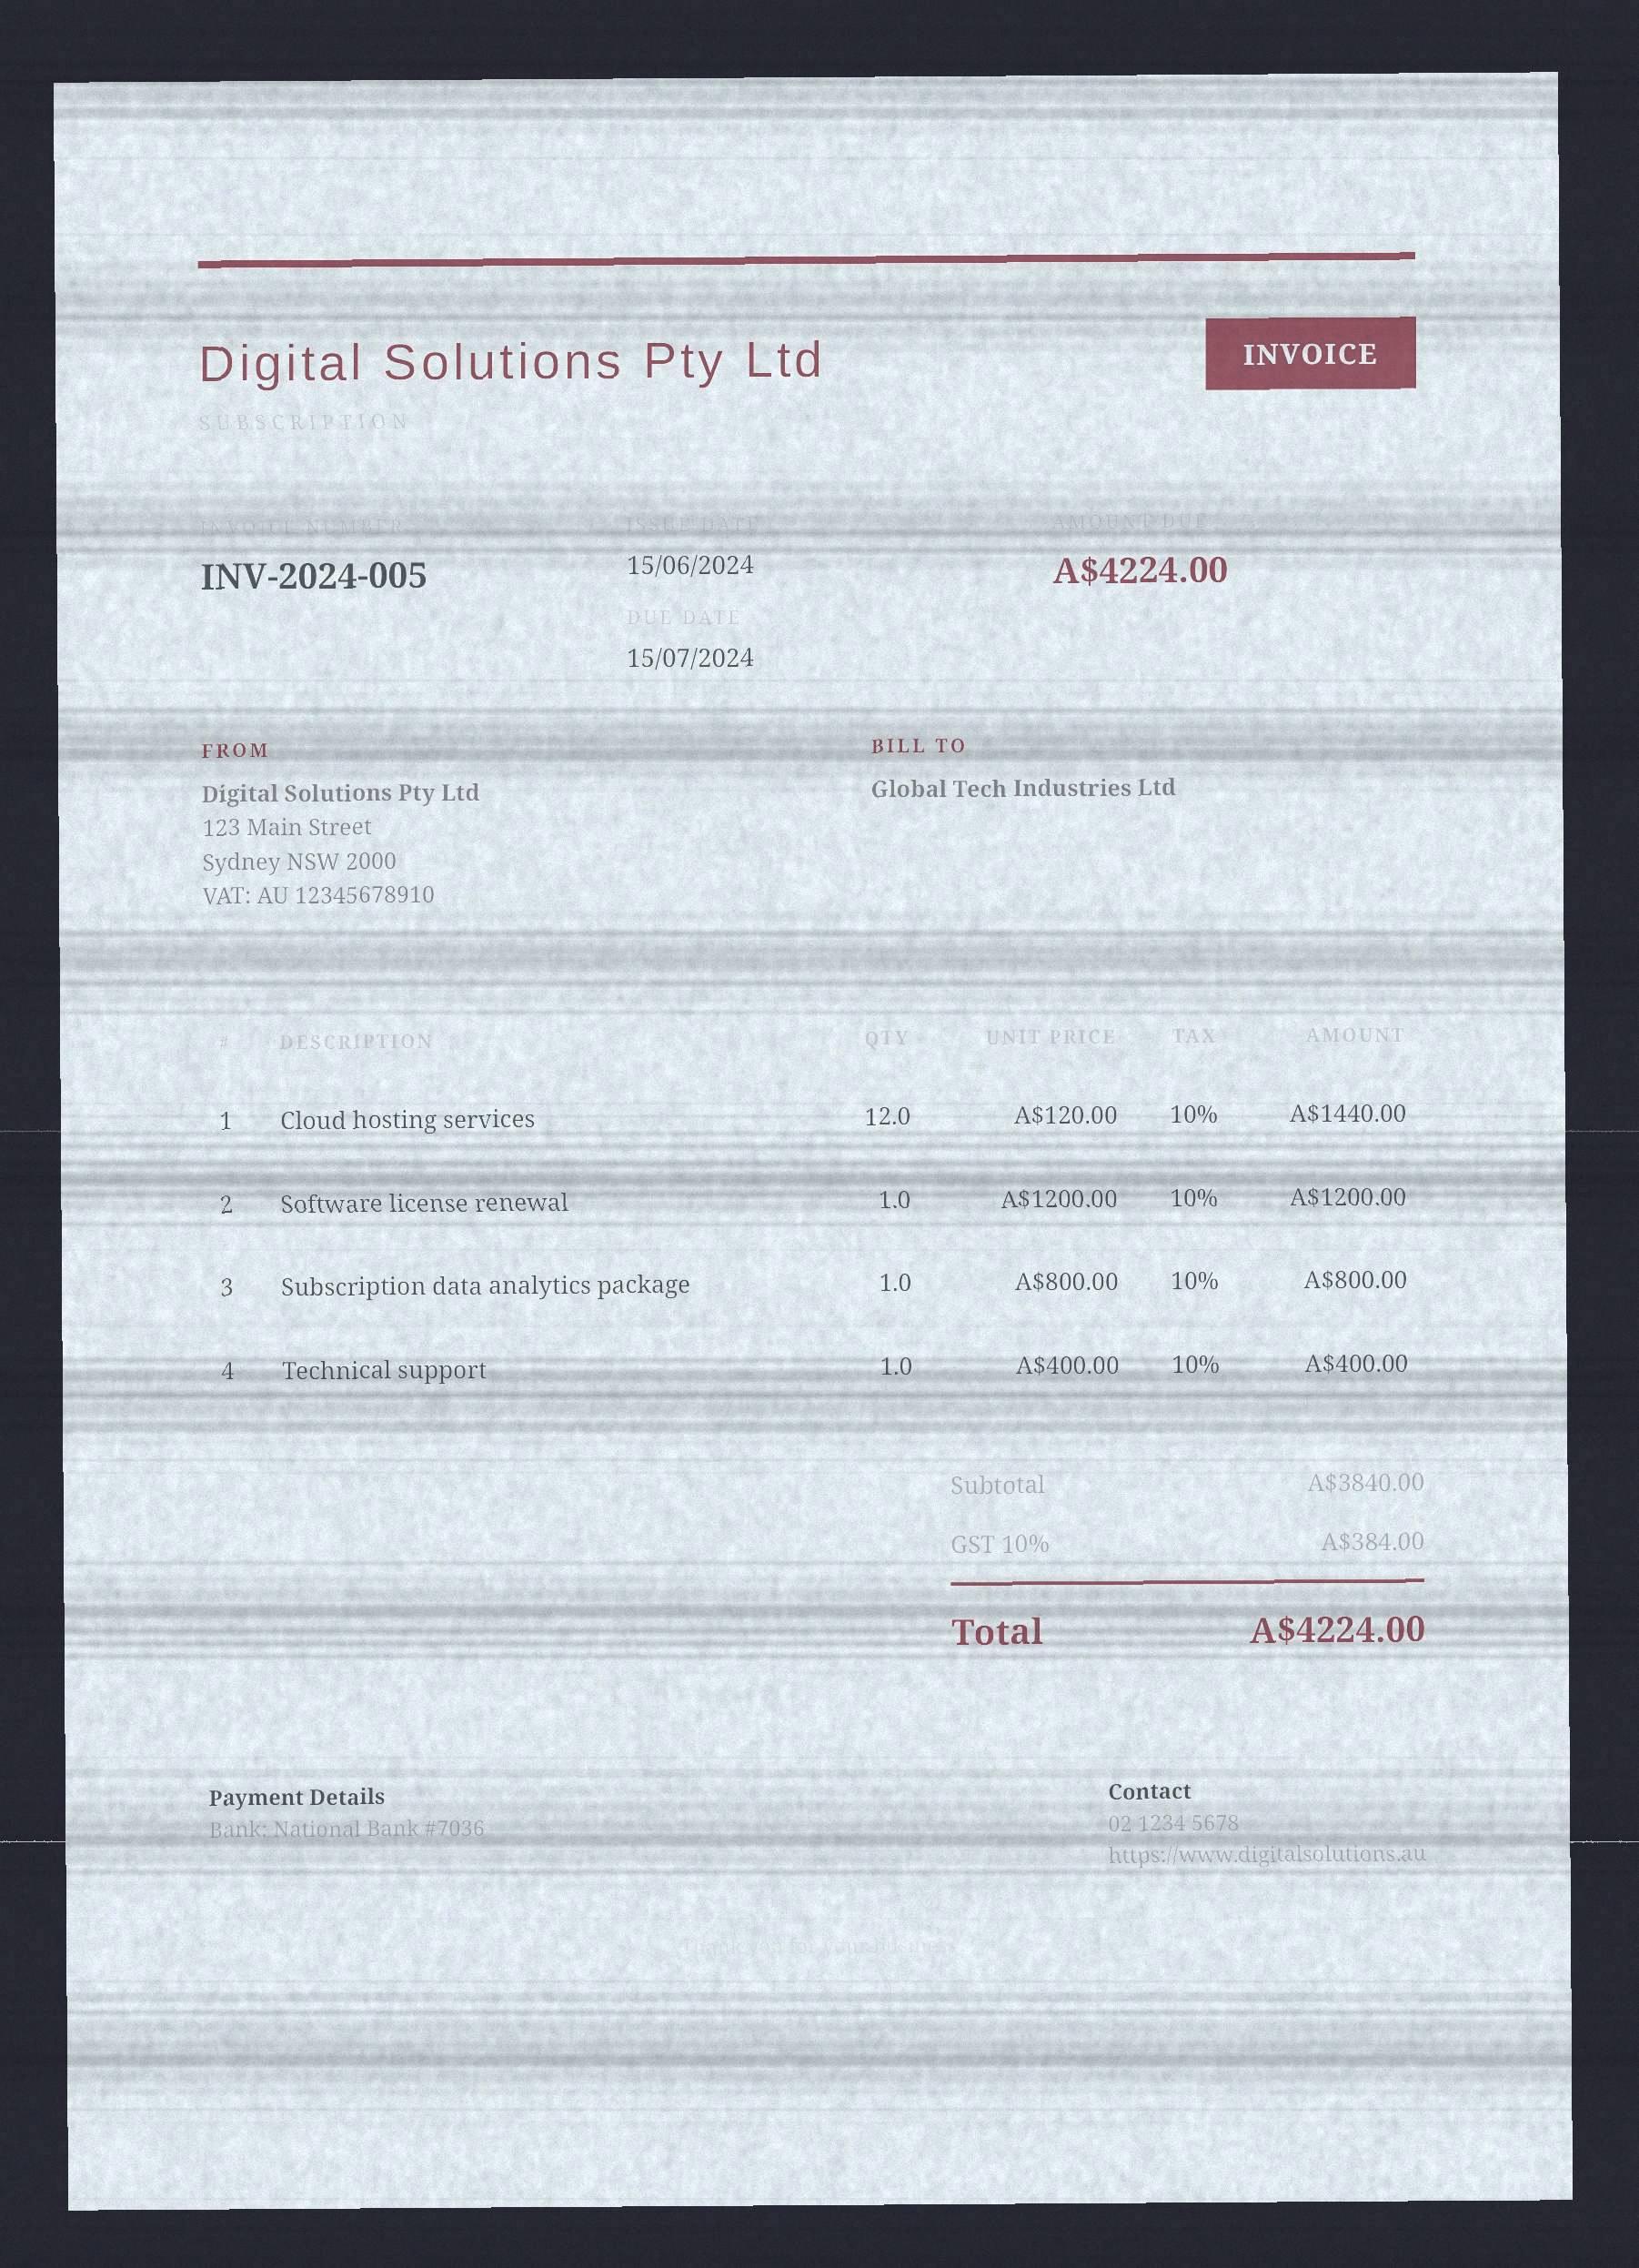 Digital Solutions Pty Ltd
INVOICE
SUBSCRIPTION
INVOICE NUMBER
INV-2024-005
ISSUE DATE
15/06/2024
DUE DATE
15/07/2024
AMOUNT DUE
A$4224.00
FROM
Digital Solutions Pty Ltd
123 Main Street
Sydney NSW 2000
VAT: AU 12345678910
BILL TO
Global Tech Industries Ltd
# DESCRIPTION QTY UNIT PRICE TAX AMOUNT
1 Cloud hosting services 12.0 A$120.00 10% A$1440.00
2 Software license renewal 1.0 A$1200.00 10% A$1200.00
3 Subscription data analytics package 1.0 A$800.00 10% A$800.00
4 Technical support 1.0 A$400.00 10% A$400.00
Subtotal A$3840.00
GST 10% A$384.00
Total A$4224.00
Payment Details
Bank: National Bank #7036
Contact
02 1234 5678
https://www.digitalsolutions.au
Thank you for your